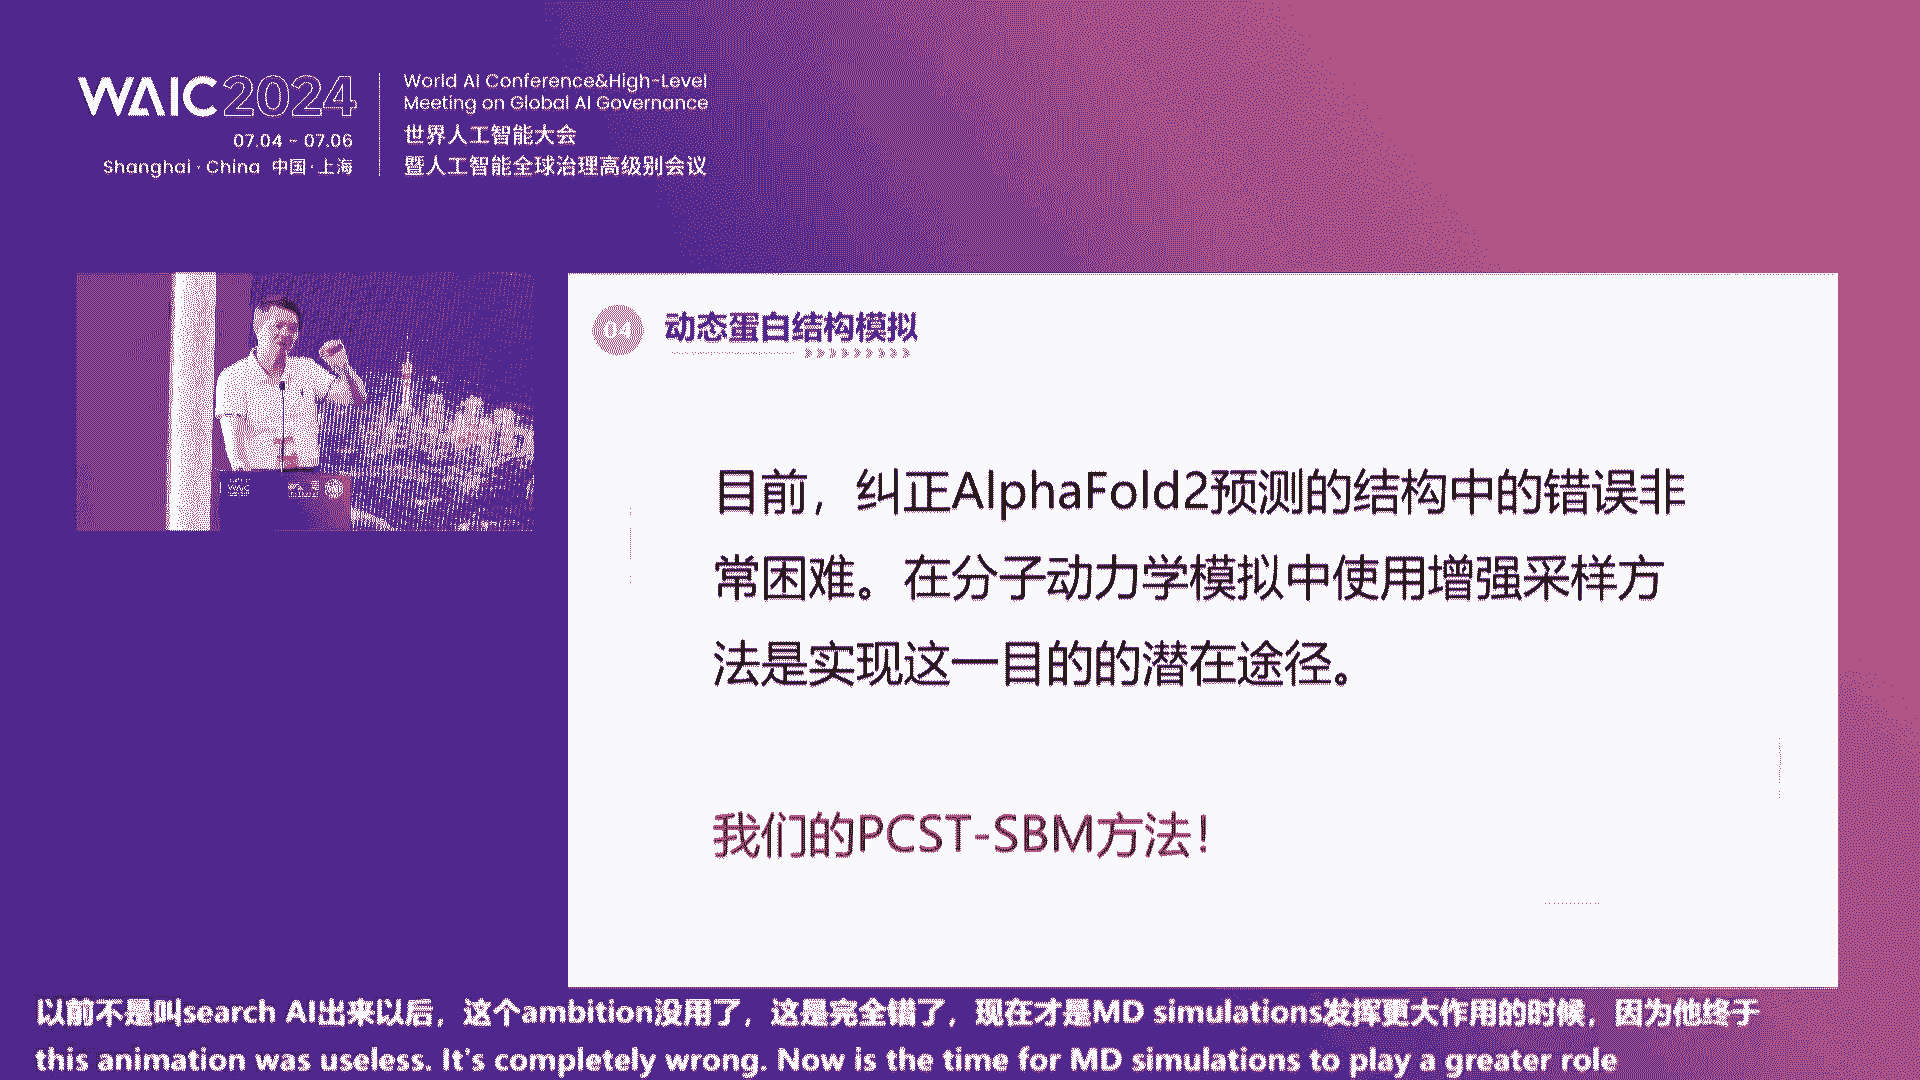 WAIC 2024
07.04 - 07.06
Shanghai · China 中国·上海
World AI Conference&High-Level
Meeting on Global AI Governance
世界人工智能大会
暨人工智能全球治理高级别会议
04 动态蛋白结构模拟
目前，纠正AlphaFold2预测的结构中的错误非
常困难。在分子动力学模拟中使用增强采样方
法是实现这一目的的潜在途径。
我们的PCST-SBM方法！
以前不是叫search AI出来以后，这个ambition没用了，这是完全错了，现在才是MD simulations发挥更大作用的时候，因为他终于
this animation was useless. It's completely wrong. Now is the time for MD simulations to play a greater role